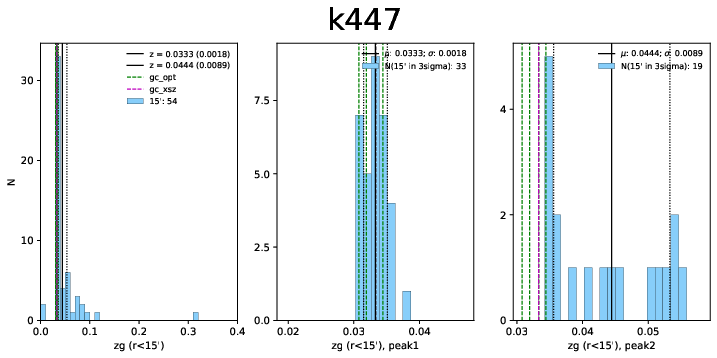 k447
z = 0.0333 (0.0018)
z = 0.0444 (0.0089)
gc_opt
gc_xsz
15': 54
N
30
20
10
0
0.0 0.1 0.2 0.3 0.4
zg (r<15')
μ: 0.0333; σ: 0.0018
N(15' in 3sigma): 33
7.5
5.0
2.5
0.0
0.02 0.03 0.04
zg (r<15'), peak1
μ: 0.0444; σ: 0.0089
N(15' in 3sigma): 19
4
2
0
0.03 0.04 0.05
zg (r<15'), peak2